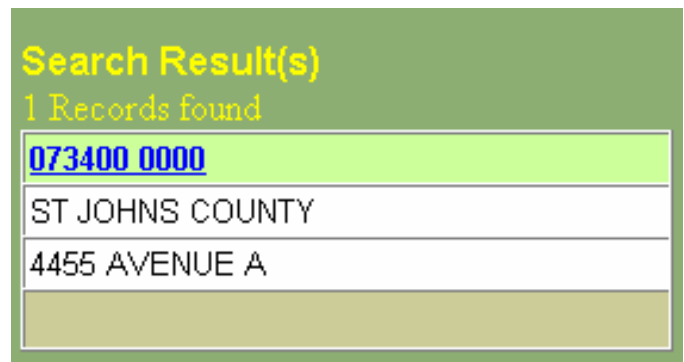 Search Result(s)
1 Records found
073400 0000
ST JOHNS COUNTY
4455 AVENUE A